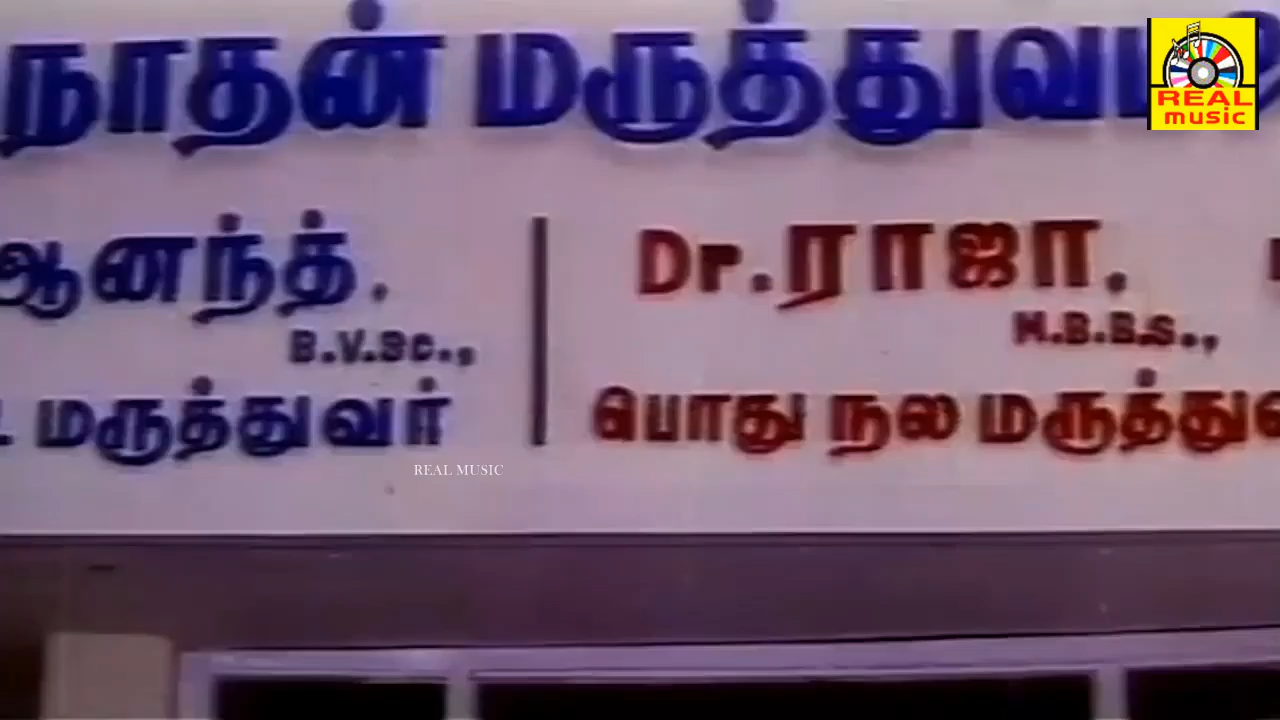 நாதன் மருத்துவ
ஆனந்த்.
B.V.Sc.,
மருத்துவர்
Dr. ராஜா.
M.B.B.S.,
பொது நல மருத்துவ
REAL MUSIC
REAL
music